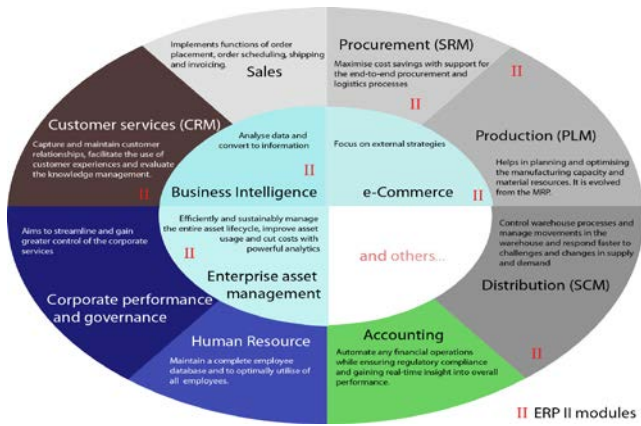 Implements functions of order
placement, order scheduling, shipping
and invoicing.
Sales
Procurement (SRM)
Maximise cost savings with support for
the end-to-end procurement and
logistics processes
II
II
Customer services (CRM)
Capture and maintain customer
relationships, facilitate the use of
customer experiences and evaluate
the knowledge management.
II
Analyse data and
convert to information
II
Business Intelligence
Focus on external strategies
e-Commerce
II
Production (PLM)
Helps in planning and optimising
the manufacturing capacity and
material resources. It is evolved
from the MRP.
Aims to streamline and gain
greater control of the corporate
services
Corporate performance
and governance
Efficiently and sustainably manage
the entire asset lifecycle, improve asset
usage and cut costs with
powerful analytics
II
Enterprise asset
management
and others...
Control warehouse processes and
manage movements in the
warehouse and respond faster to
challenges and changes in supply
and demand
Distribution (SCM)
II
Human Resource
Maintain a complete employee
database and to optimally utilise of
all employees.
Accounting
Automate any financial operations
while ensuring regulatory compliance
and gaining real-time insight into overall
performance.
II ERP II modules